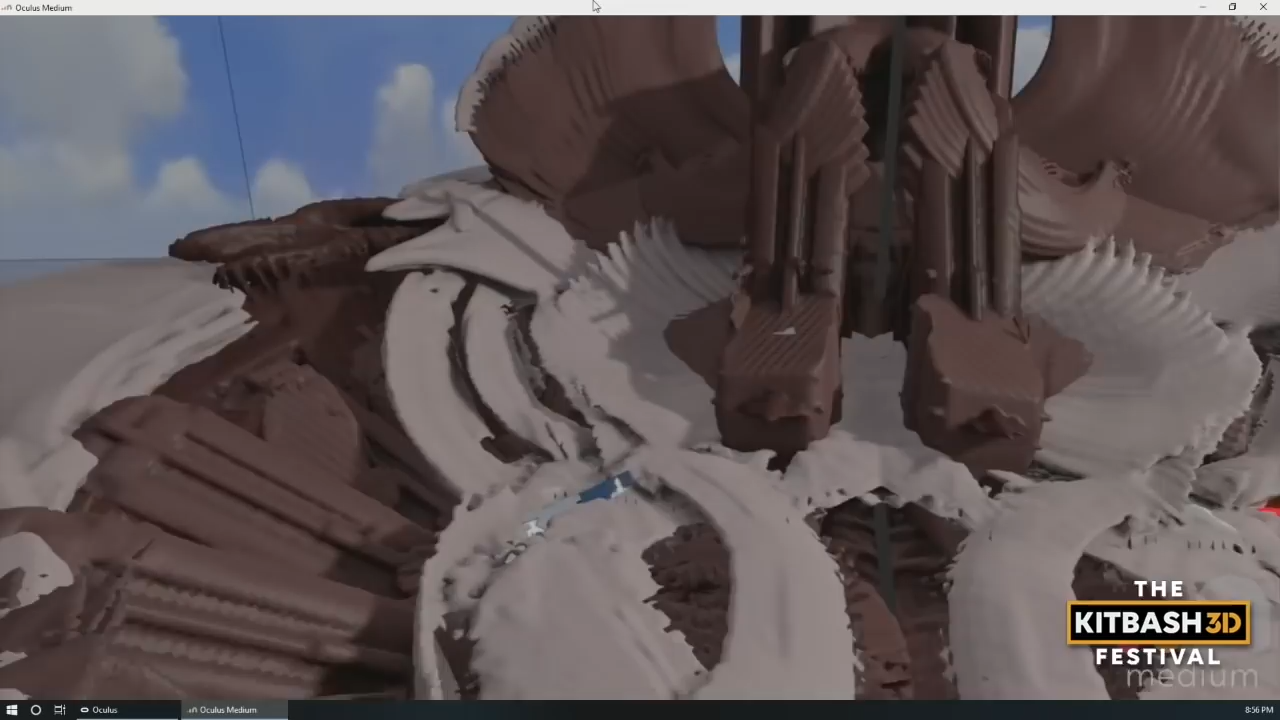 Oculus Medium
THE
KITBASH3D
FESTIVAL
medium
Oculus
Oculus Medium
8:56 PM